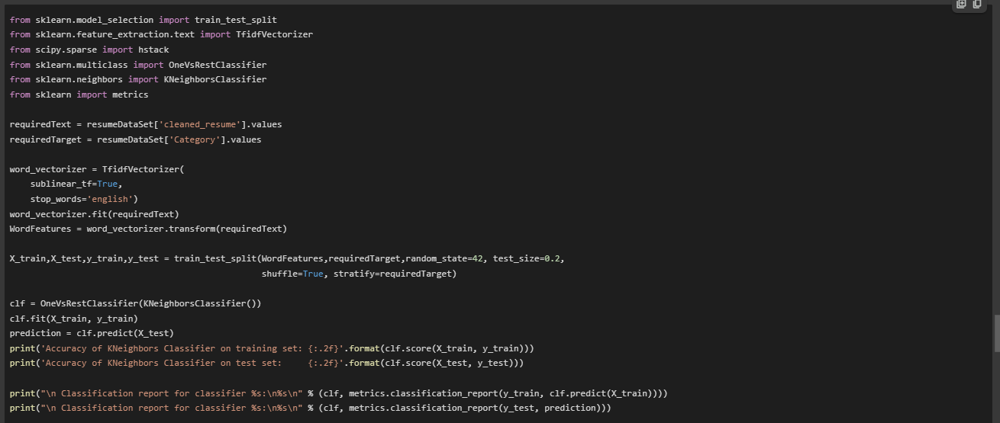 from sklearn.model_selection import train_test_split
from sklearn.feature_extraction.text import TfidfVectorizer
from scipy.sparse import hstack
from sklearn.multiclass import OneVsRestClassifier
from sklearn.neighbors import KNeighborsClassifier
from sklearn import metrics

requiredText = resumeDataSet['cleaned_resume'].values
requiredTarget = resumeDataSet['Category'].values

word_vectorizer = TfidfVectorizer(
    sublinear_tf=True,
    stop_words='english')
word_vectorizer.fit(requiredText)
WordFeatures = word_vectorizer.transform(requiredText)

X_train,X_test,y_train,y_test = train_test_split(WordFeatures,requiredTarget,random_state=42, test_size=0.2,
                                                 shuffle=True, stratify=requiredTarget)

clf = OneVsRestClassifier(KNeighborsClassifier())
clf.fit(X_train, y_train)
prediction = clf.predict(X_test)
print('Accuracy of KNeighbors Classifier on training set: {:.2f}'.format(clf.score(X_train, y_train)))
print('Accuracy of KNeighbors Classifier on test set:     {:.2f}'.format(clf.score(X_test, y_test)))

print("\n Classification report for classifier %s:\n%s\n" % (clf, metrics.classification_report(y_train, clf.predict(X_train))))
print("\n Classification report for classifier %s:\n%s\n" % (clf, metrics.classification_report(y_test, prediction)))